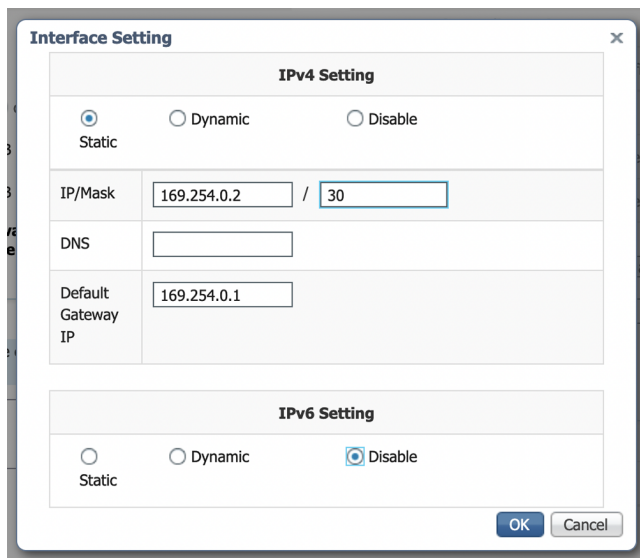 Interface Setting
IPv4 Setting
Static
Dynamic
Disable
IP/Mask 169.254.0.2 / 30
DNS
Default
Gateway
IP
169.254.0.1
IPv6 Setting
Static
Dynamic
Disable
OK Cancel